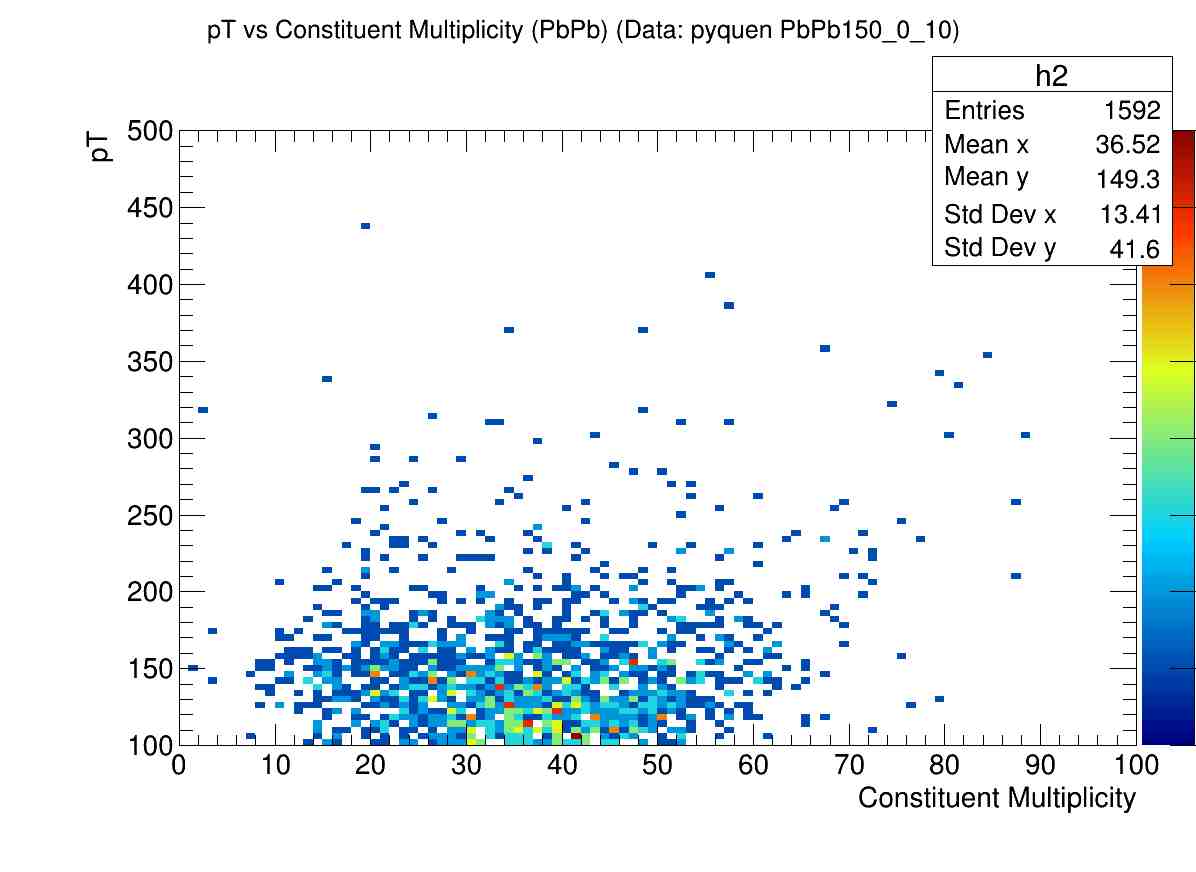 pT vs Constituent Multiplicity (PbPb) (Data: pyquen PbPb150_0_10)
h2
Entries 1592
Mean x 36.52
Mean y 149.3
Std Dev x 13.41
Std Dev y 41.6
pT
500
450
400
350
300
250
200
150
100
0 10 20 30 40 50 60 70 80 90 100
Constituent Multiplicity